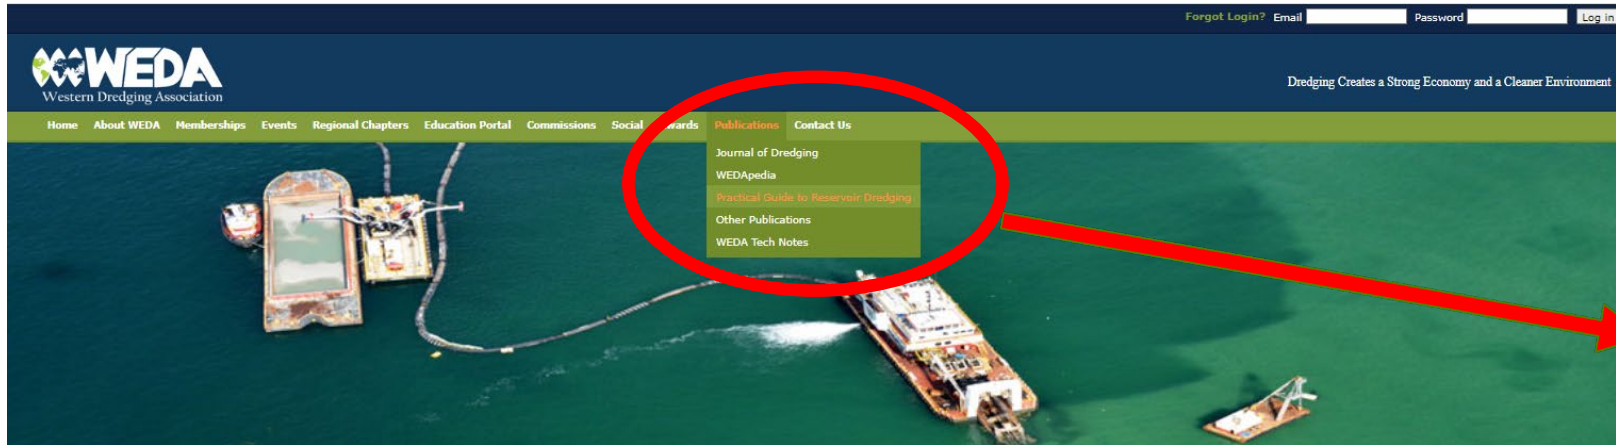 Forgot Login? Email Password Log in
WEDA
Western Dredging Association
Dredging Creates a Strong Economy and a Cleaner Environment
Home About WEDA Memberships Events Regional Chapters Education Portal Commissions Social Publications Contact Us
Journal of Dredging
WEDApedia
Practical Guide to Reservoir Dredging
Other Publications
WEDA Tech Notes